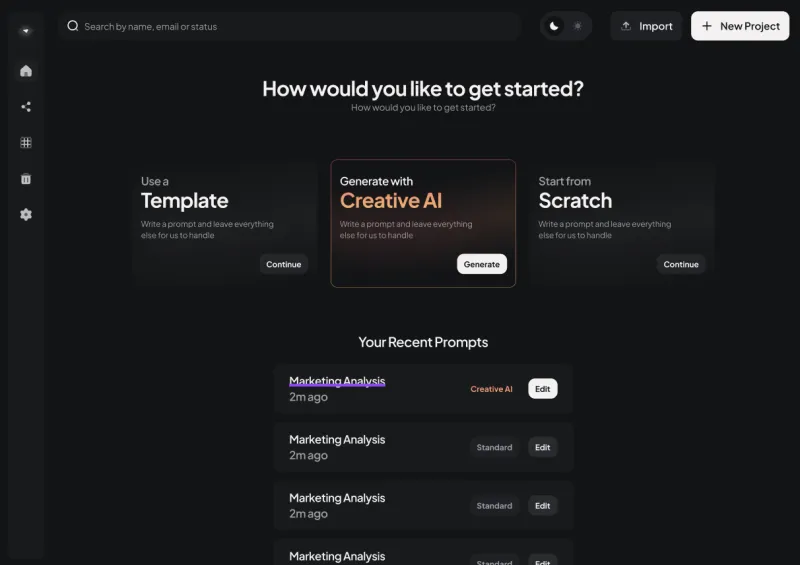 Search by name, email or status
Import
New Project
How would you like to get started?
How would you like to get started?
Use a
Template
Write a prompt and leave everything
else for us to handle
Continue
Generate with
Creative AI
Write a prompt and leave everything
else for us to handle
Generate
Start from
Scratch
Write a prompt and leave everything
else for us to handle
Continue
Your Recent Prompts
Marketing Analysis
2m ago
Creative AI
Edit
Marketing Analysis
2m ago
Standard
Edit
Marketing Analysis
2m ago
Standard
Edit
Marketing Analysis
Standard
Edit